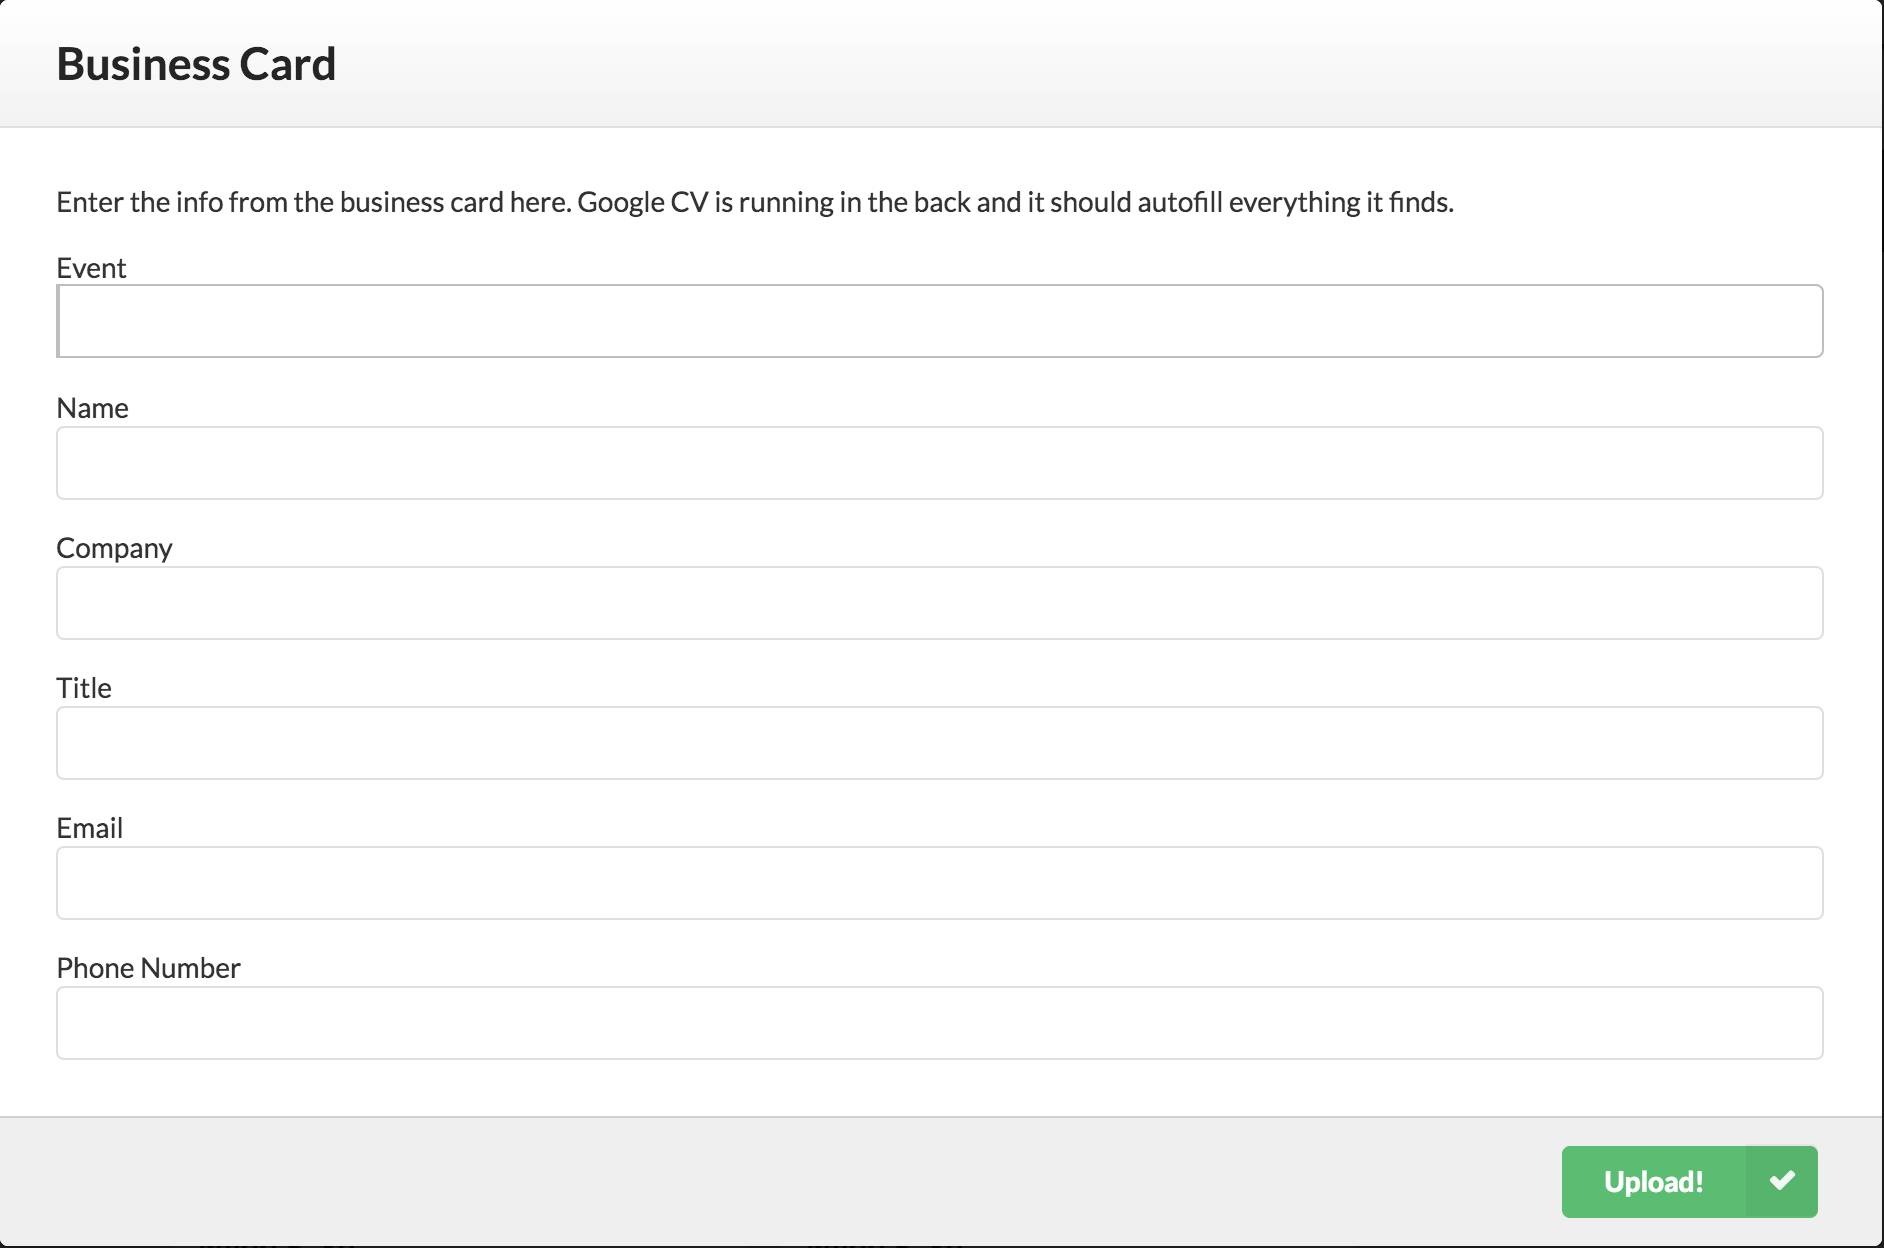 Business Card
Enter the info from the business card here. Google CV is running in the back and it should autofill everything it finds.
Event
Name
Company
Title
Email
Phone Number
Upload!